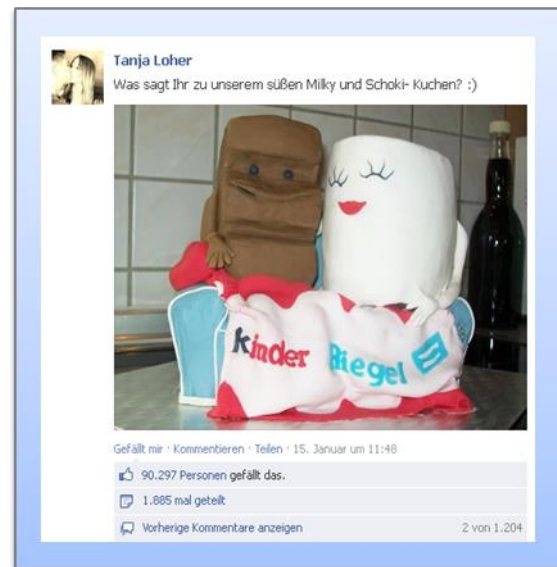 Tanja Loher
Was sagt Ihr zu unserem süßen Milky und Schoki- Kuchen? :)
kinder Riegel
Gefällt mir · Kommentieren · Teilen · 15. Januar um 11:48
90.297 Personen gefällt das.
1.885 mal geteilt
Vorherige Kommentare anzeigen 2 von 1.204